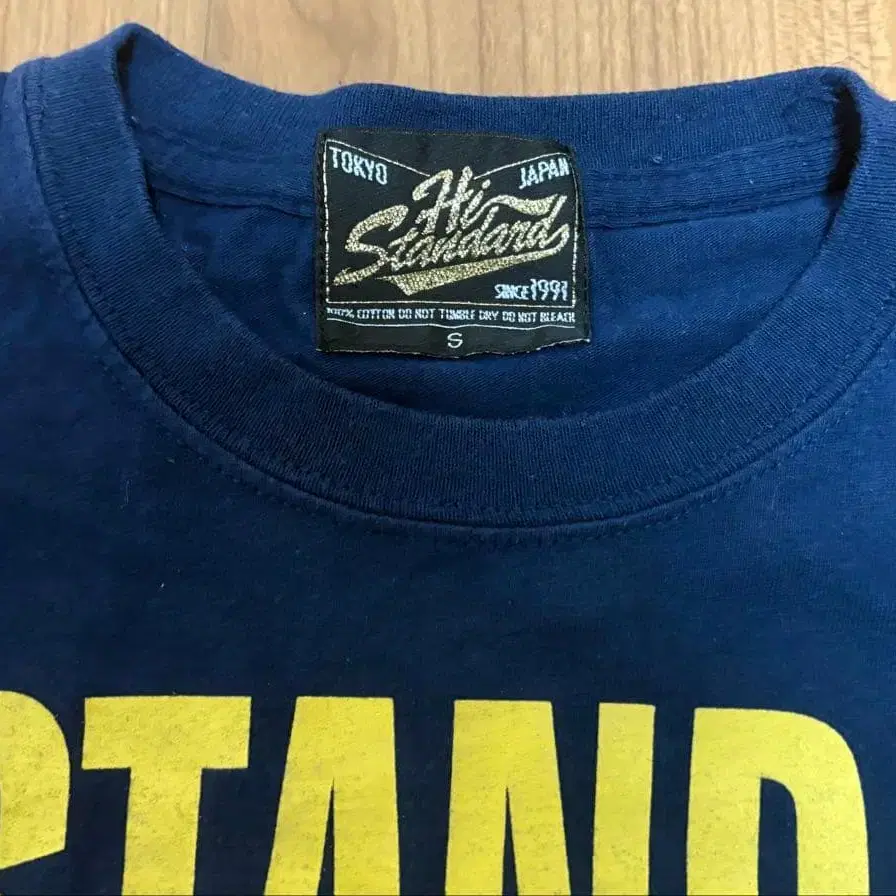 TOKYO JAPAN
Hi-
Standard
SINCE 1991
100% COTTON DO NOT TUMBLE DRY DO NOT BLEACH
S
STAND